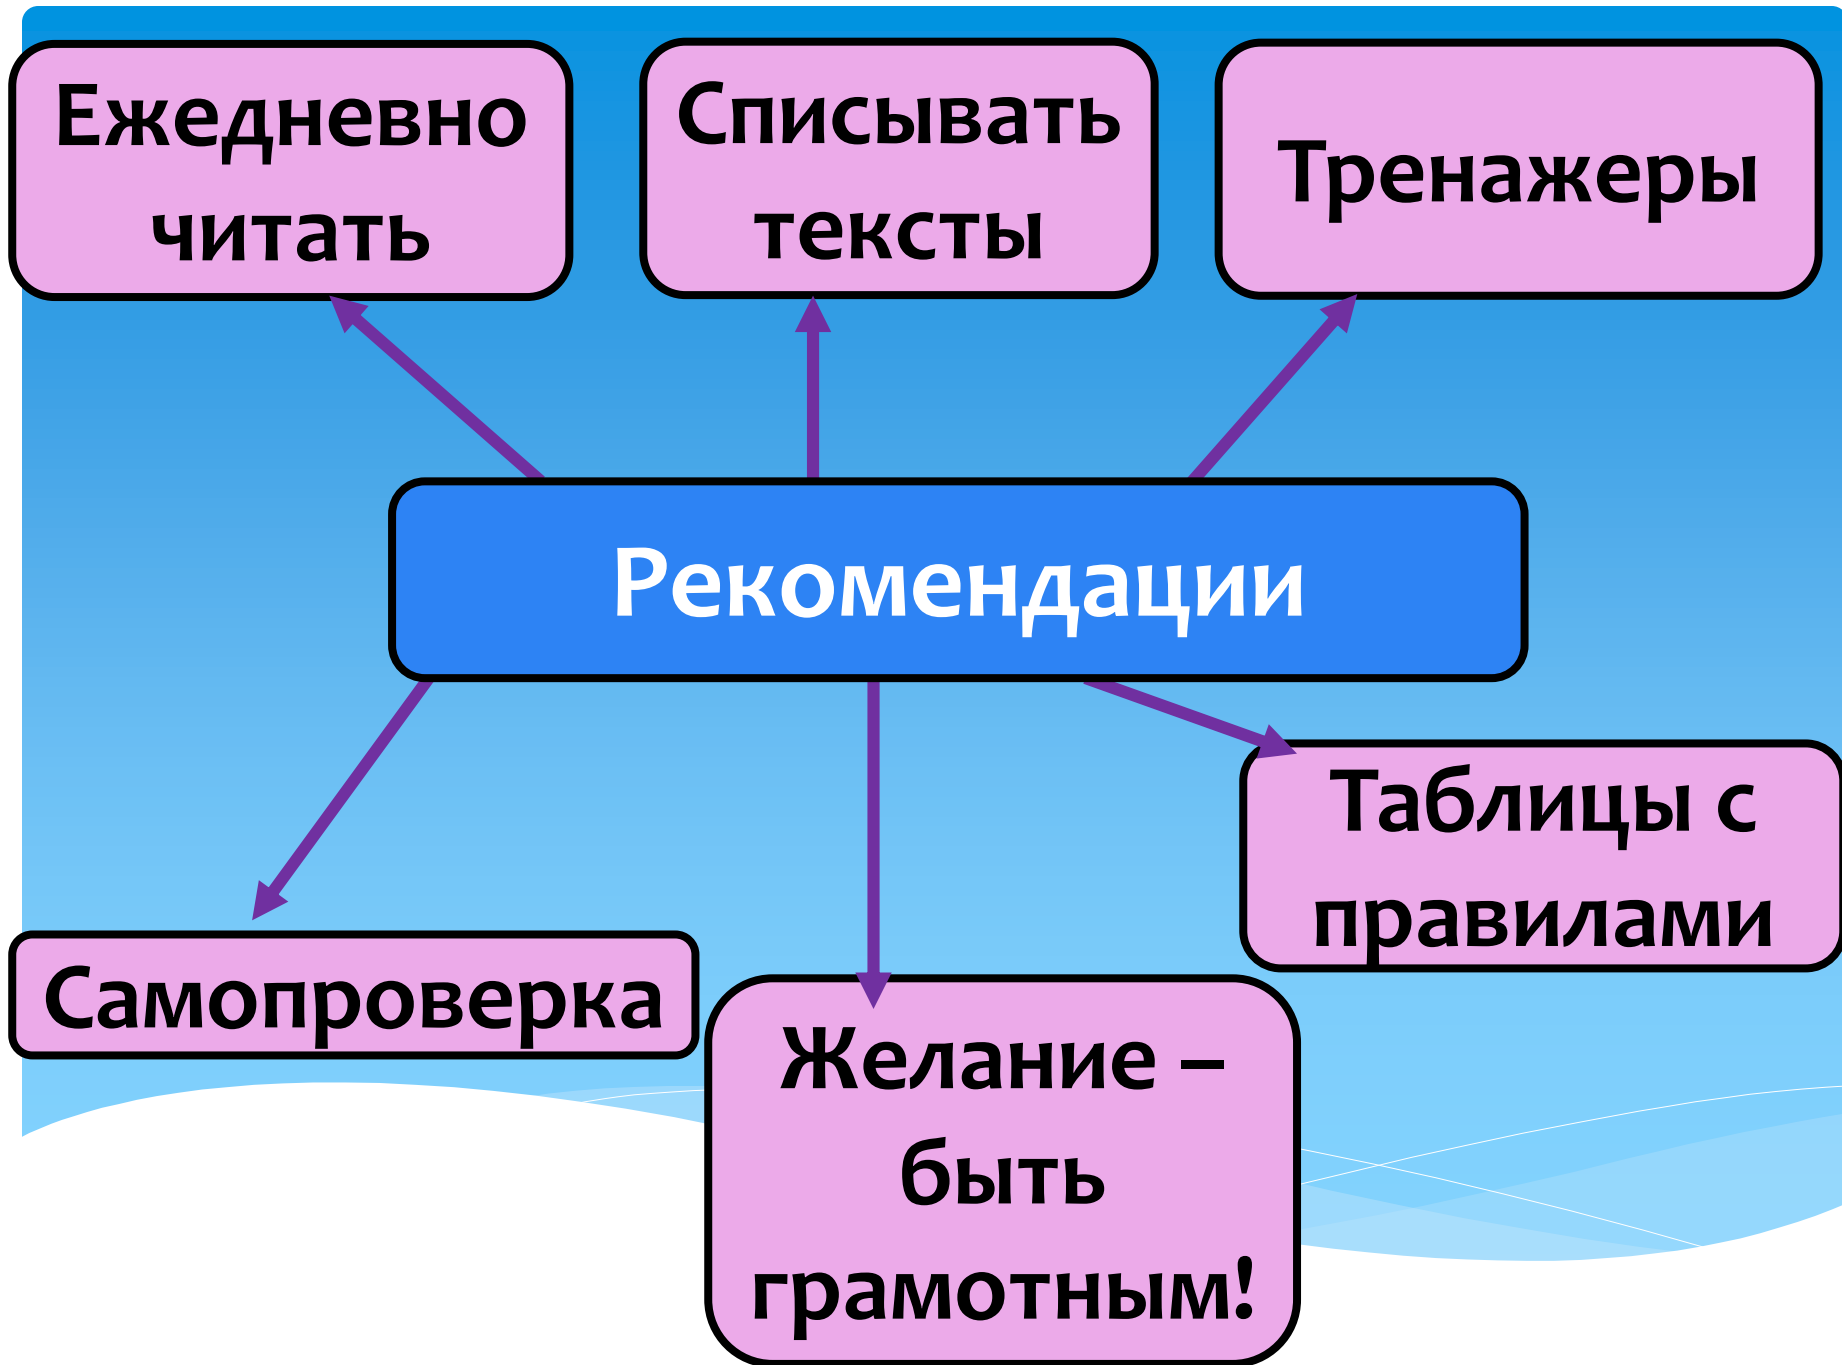 Ежедневно
читать
Списывать
тексты
Тренажеры
Рекомендации
Таблицы с
правилами
Самопроверка
Желание –
быть
грамотным!